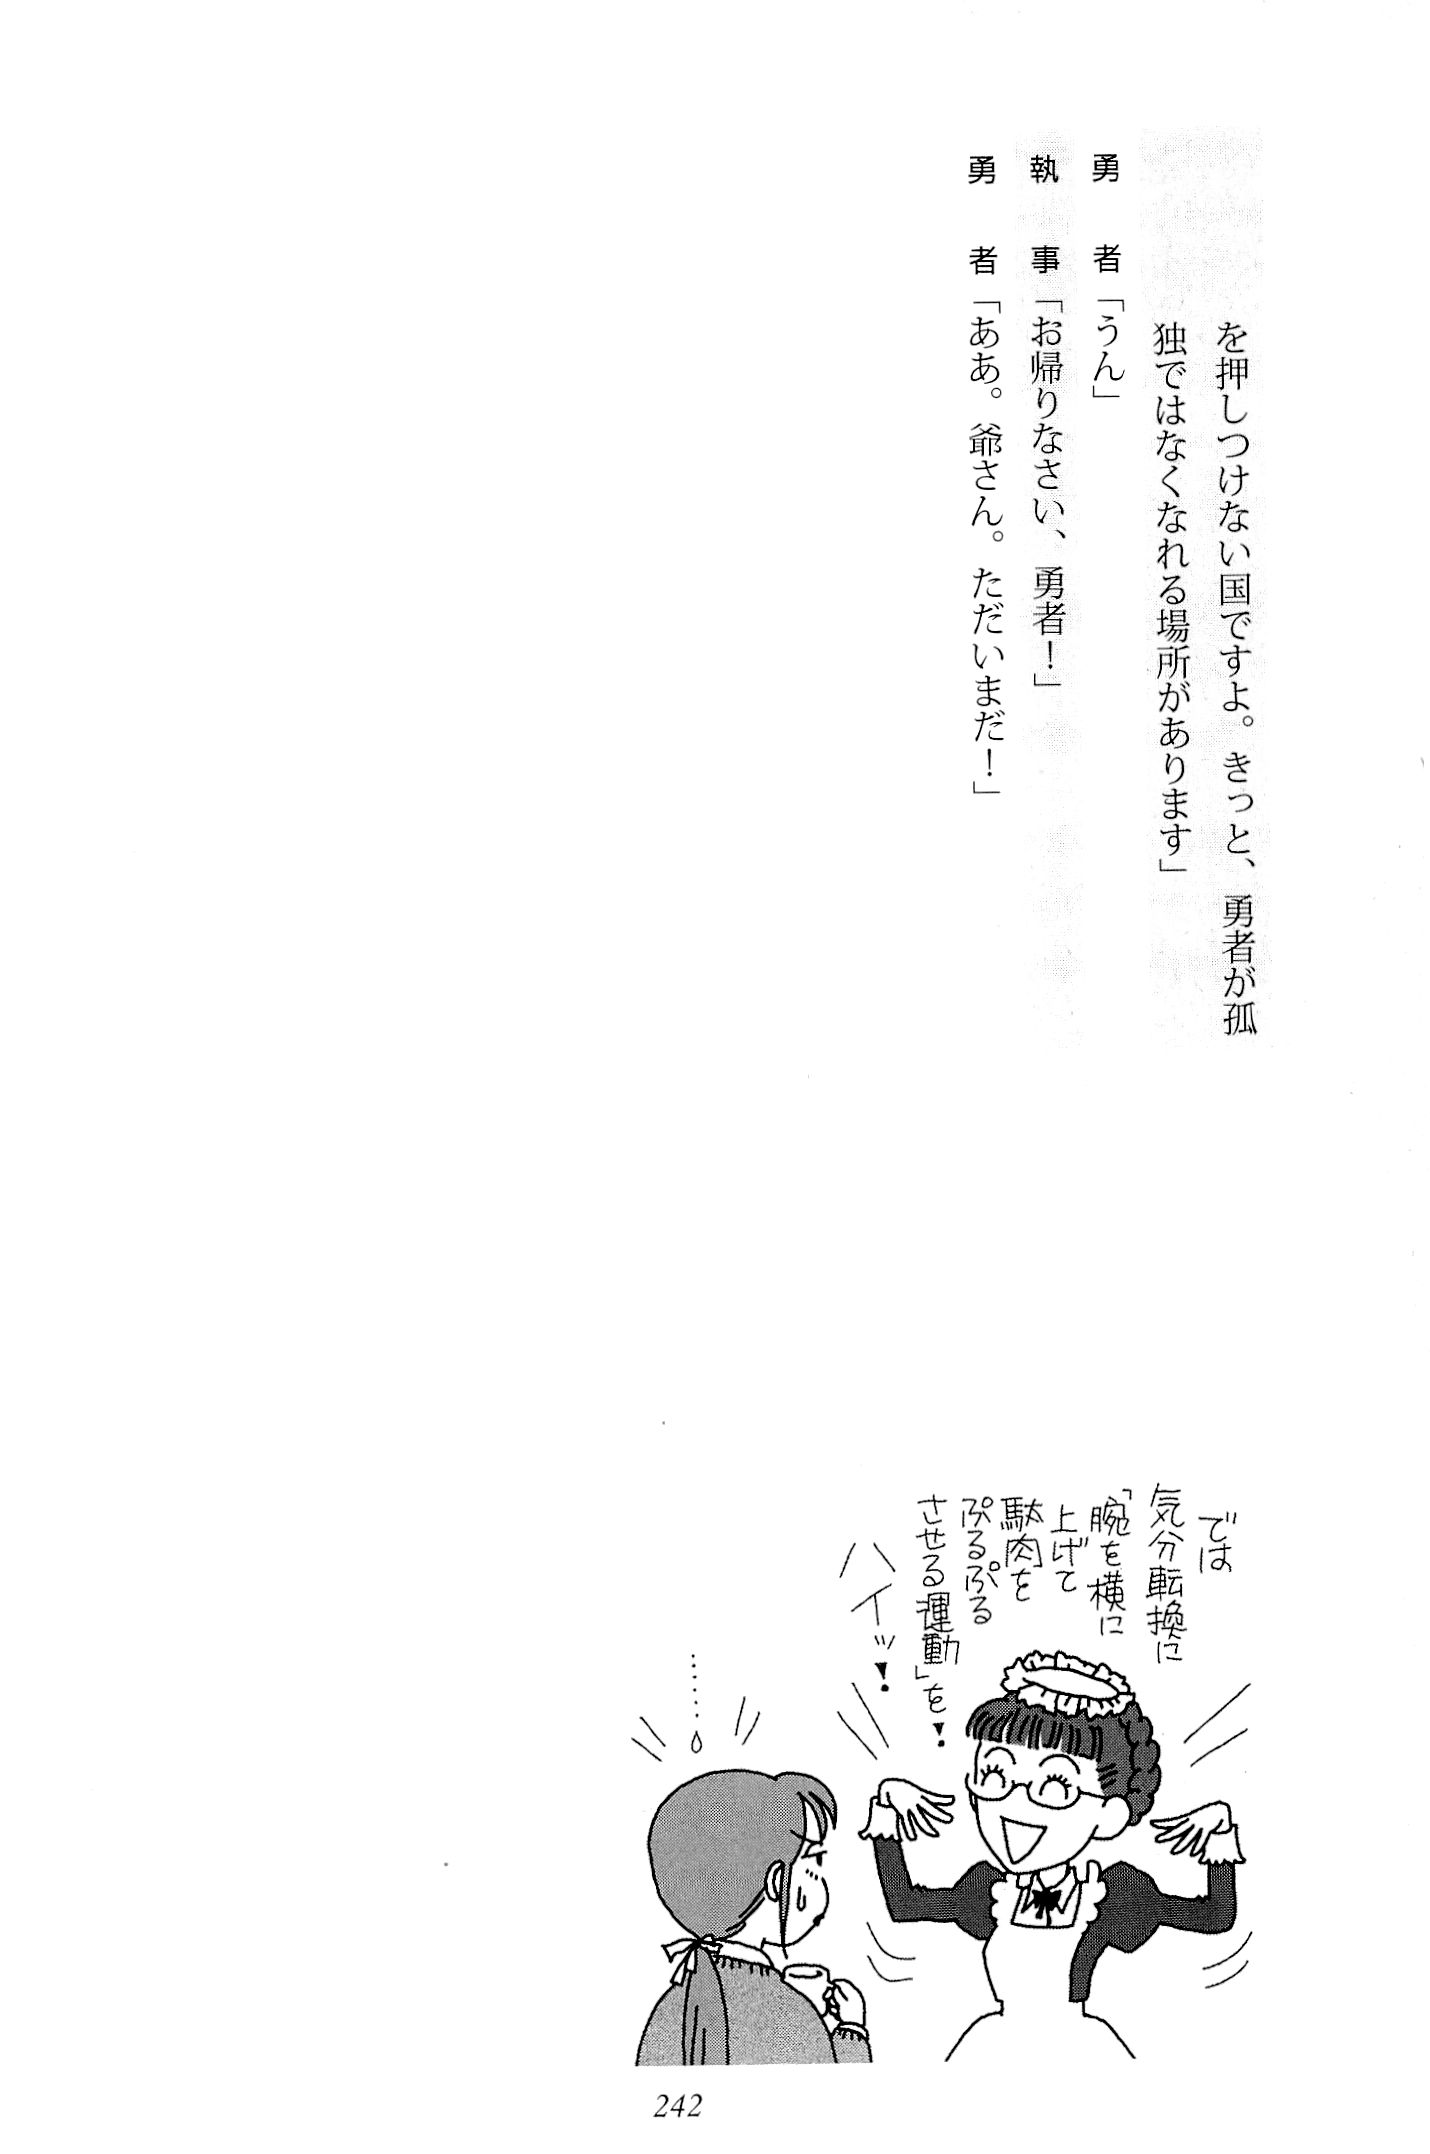 を押しつけない国ですよ。きっと、勇者が孤
独ではなくなれる場所があります」
勇　者「うん」
執　事「お帰りなさい、勇者！」
勇　者「ああ。爺さん。ただいまだ！」
では
気分転換に
「腕を横に
上げて
駄肉を
ぷるぷる
させる運動」を♥
ハイッ♥
242